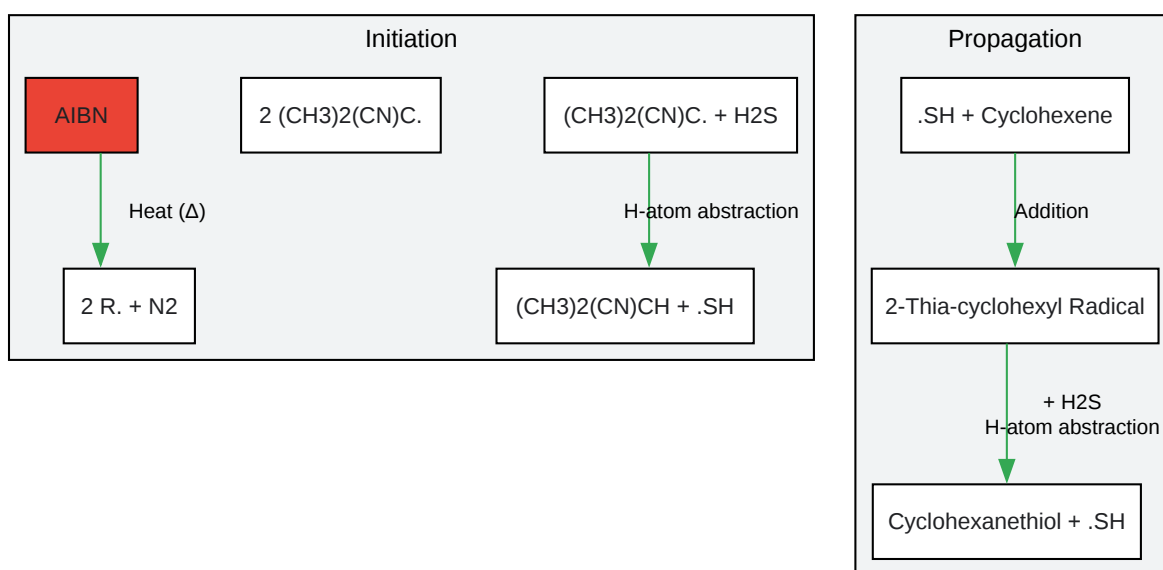 Initiation
AIBN
2 (CH3)2(CN)C.
(CH3)2(CN)C. + H2S
Heat (Δ)
H-atom abstraction
2 R. + N2
(CH3)2(CN)CH + .SH
Propagation
.SH + Cyclohexene
Addition
2-Thia-cyclohexyl Radical
+ H2S
H-atom abstraction
Cyclohexanethiol + .SH